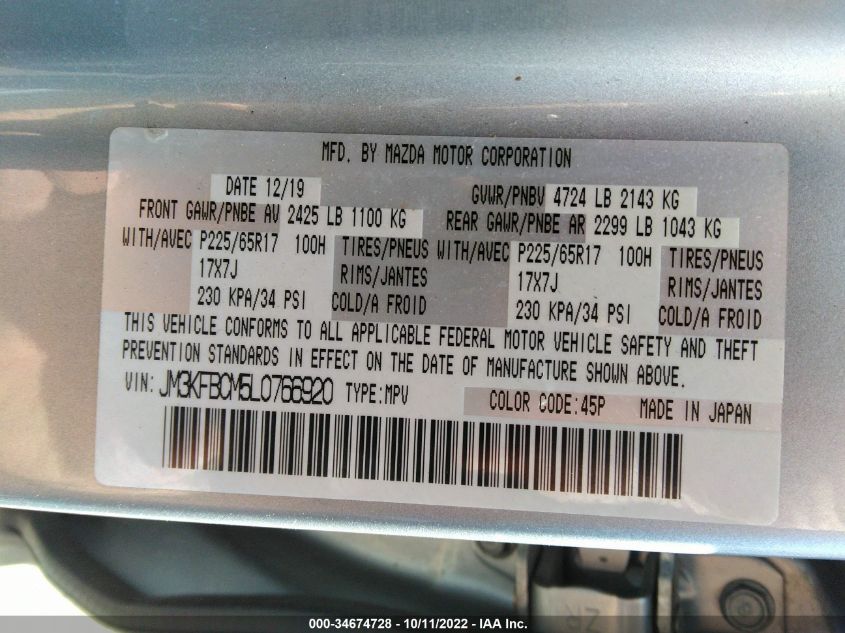 MFD. BY MAZDA MOTOR CORPORATION
DATE 12/19 GVWR/PNBV 4724 LB 2143 KG
FRONT GAWR/PNBE AV 2425 LB 1100 KG REAR GAWR/PNBE AR 2299 LB 1043 KG
WITH/AVEC P225/65R17 100H TIRES/PNEUS WITH/AVEC P225/65R17 100H TIRES/PNEUS
17X7J RIMS/JANTES 17X7J RIMS/JANTES
230 KPA/34 PSI COLD/A FROID 230 KPA/34 PSI COLD/A FROID
THIS VEHICLE CONFORMS TO ALL APPLICABLE FEDERAL MOTOR VEHICLE SAFETY AND THEFT
PREVENTION STANDARDS IN EFFECT ON THE DATE OF MANUFACTURE SHOWN ABOVE.
VIN: JM3KFBCM5L0766920 TYPE:MPV COLOR CODE:45P MADE IN JAPAN
000-34674728 - 10/11/2022 - IAA Inc.